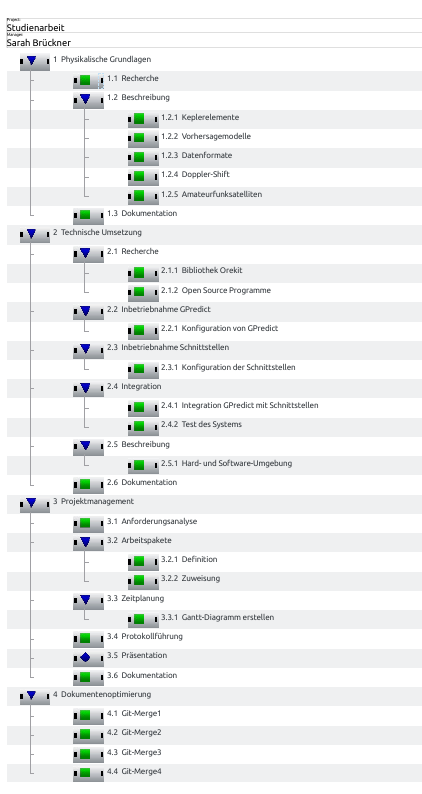 Project:
Studienarbeit
Manager:
Sarah Brückner
1 Physikalische Grundlagen
1.1 Recherche
1.2 Beschreibung
1.2.1 Keplerelemente
1.2.2 Vorhersagemodelle
1.2.3 Datenformate
1.2.4 Doppler-Shift
1.2.5 Amateurfunksatelliten
1.3 Dokumentation
2 Technische Umsetzung
2.1 Recherche
2.1.1 Bibliothek Orekit
2.1.2 Open Source Programme
2.2 Inbetriebnahme GPredict
2.2.1 Konfiguration von GPredict
2.3 Inbetriebnahme Schnittstellen
2.3.1 Konfiguration der Schnittstellen
2.4 Integration
2.4.1 Integration GPredict mit Schnittstellen
2.4.2 Test des Systems
2.5 Beschreibung
2.5.1 Hard- und Software-Umgebung
2.6 Dokumentation
3 Projektmanagement
3.1 Anforderungsanalyse
3.2 Arbeitspakete
3.2.1 Definition
3.2.2 Zuweisung
3.3 Zeitplanung
3.3.1 Gantt-Diagramm erstellen
3.4 Protokollführung
3.5 Präsentation
3.6 Dokumentation
4 Dokumentenoptimierung
4.1 Git-Merge1
4.2 Git-Merge2
4.3 Git-Merge3
4.4 Git-Merge4